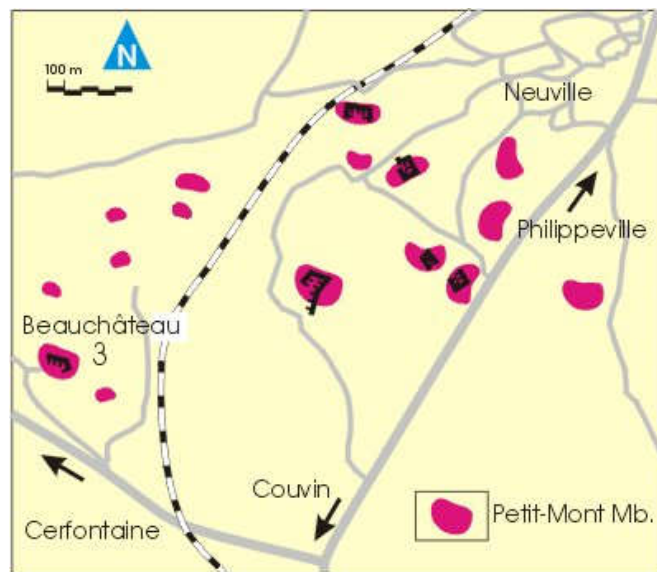 N
100 m
Neuville
Philippeville
Beauchâteau
3
Couvin
Cerfontaine
Petit-Mont Mb.